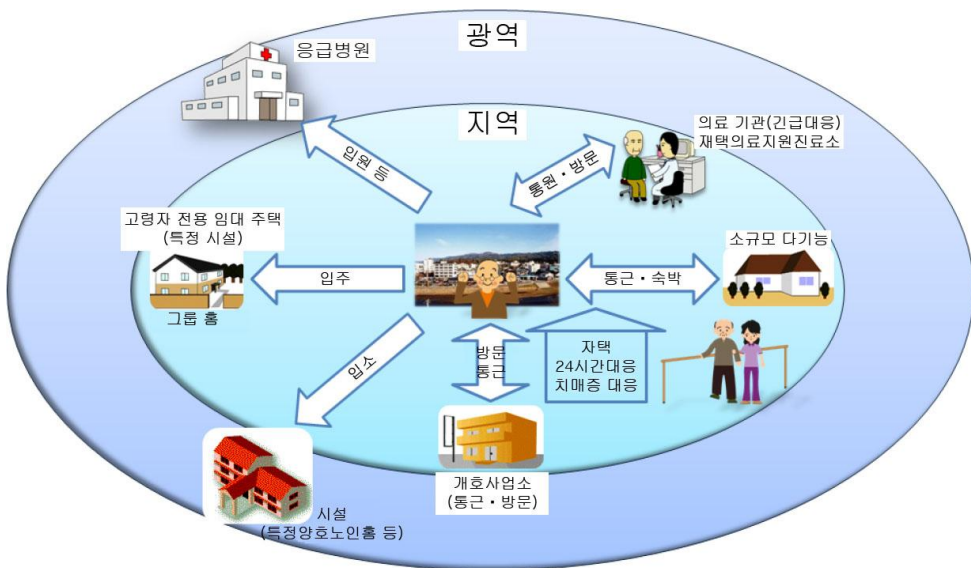 광역
응급병원
지역
의료 기관(긴급대응)
재택의료지원진료소
입원 등
통원・방문
고령자 전용 임대 주택
(특정 시설)
소규모 다기능
입주
통근・숙박
그룹 홈
입소
방문
통근
자택
24시간대응
치매증 대응
개호사업소
(통근・방문)
시설
(특정양호노인홈 등)